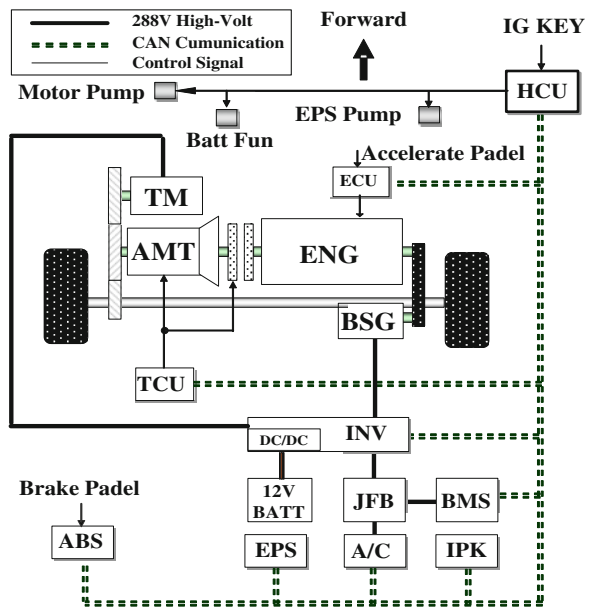 288V High-Volt
CAN Cumunication
Control Signal
Forward
IG KEY
Motor Pump
HCU
Batt Fun
EPS Pump
Accelerate Padel
ECU
TM
AMT
ENG
BSG
TCU
DC/DC
INV
Brake Padel
12V
BATT
JFB
BMS
ABS
EPS
A/C
IPK